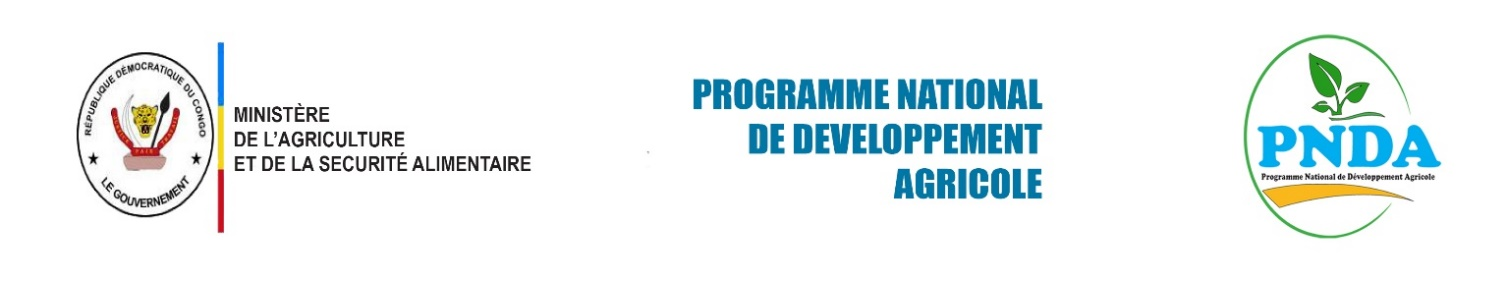 RÉPUBLIQUE DÉMOCRATIQUE DU CONGO
LE GOUVERNEMENT
MINISTÈRE
DE L'AGRICULTURE
ET DE LA SECURITÉ ALIMENTAIRE
PROGRAMME NATIONAL
DE DEVELOPPEMENT
AGRICOLE
PNDA
Programme National de Développement Agricole